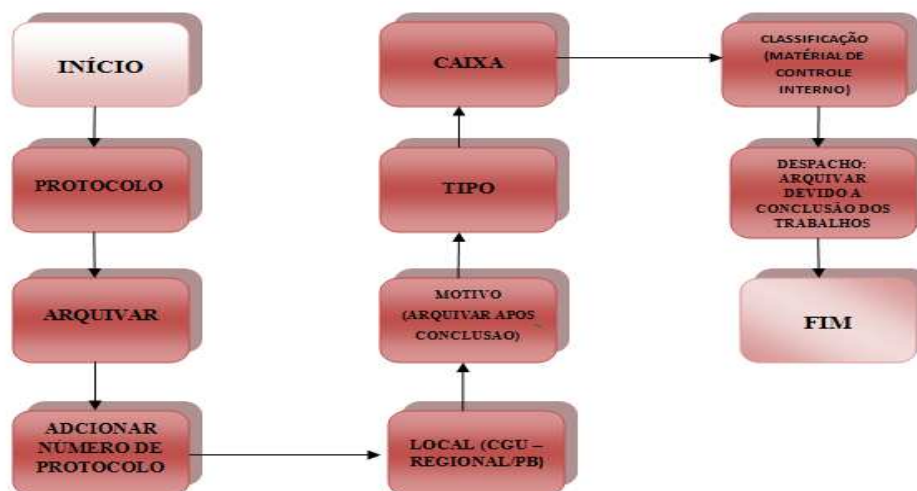 INÍCIO
PROTOCOLO
ARQUIVAR
ADCIONAR
NÚMERO DE
PROTOCOLO
LOCAL (CGU –
REGIONAL/PB)
MOTIVO
(ARQUIVAR APOS
CONCLUSAO)
TIPO
CAIXA
CLASSIFICAÇÃO
(MATÉRIAL DE
CONTROLE
INTERNO)
DESPACHO:
ARQUIVAR
DEVIDO A
CONCLUSÃO DOS
TRABALHOS
FIM